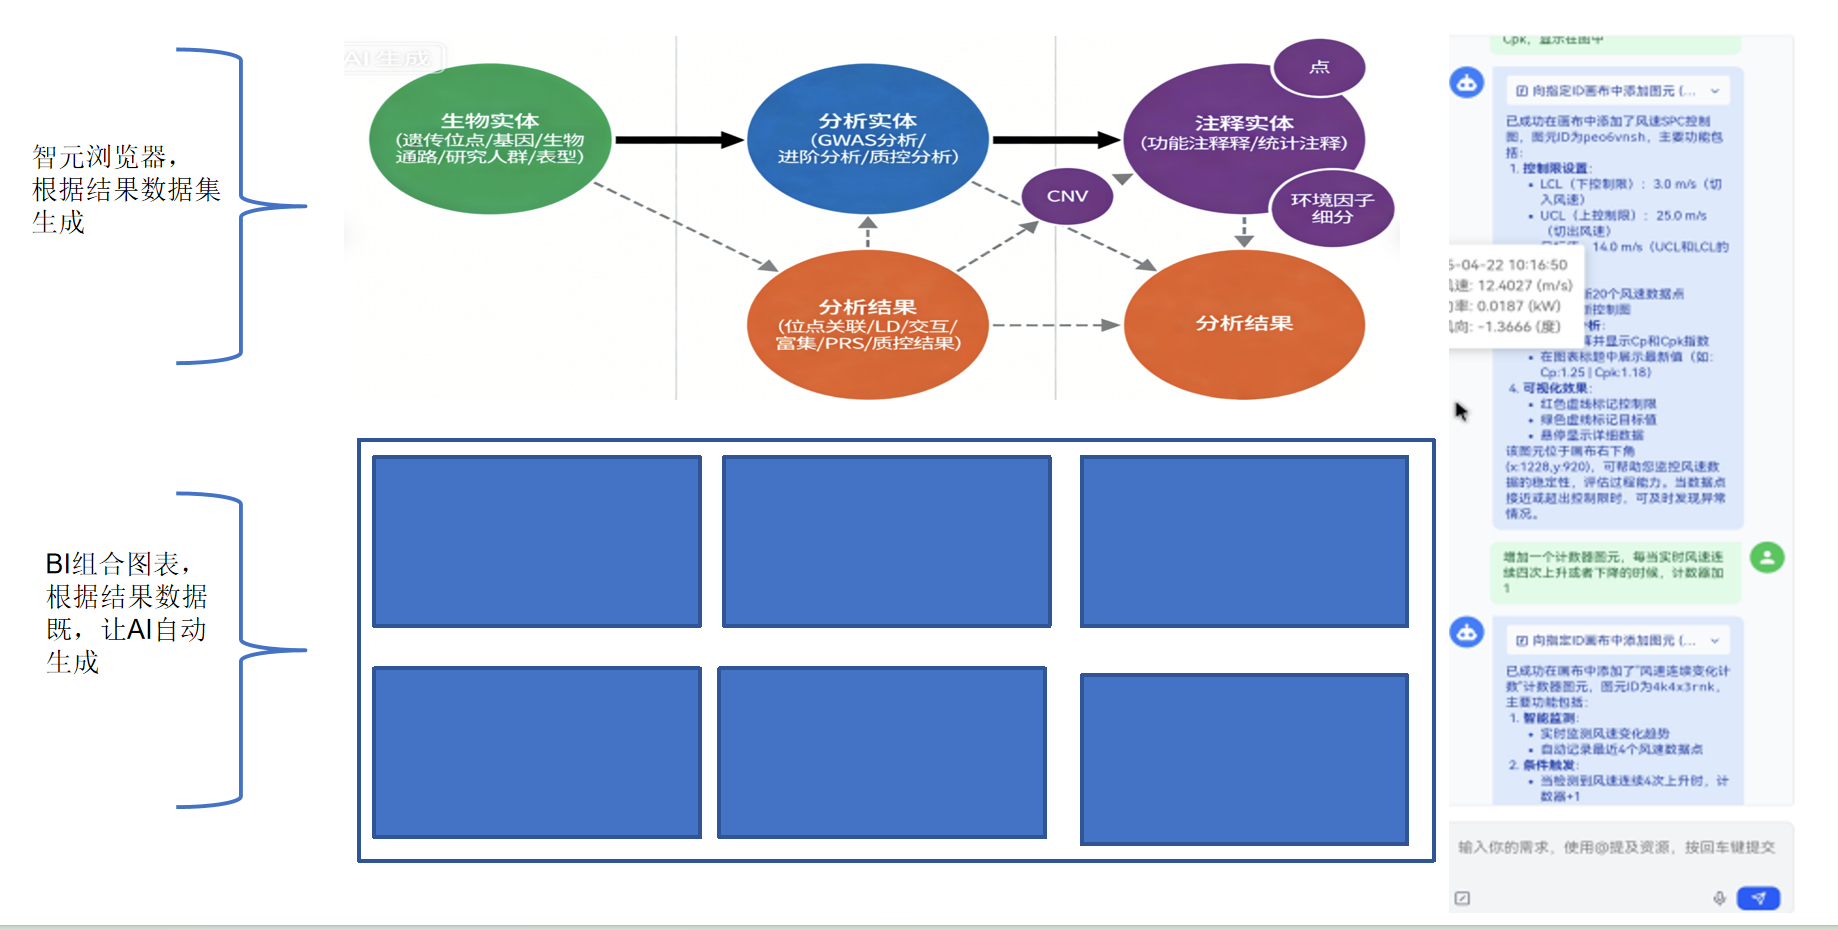 智元浏览器，
根据结果数据集
生成
BI组合图表，
根据结果数据
既，让AI自动
生成
AI 生成
生物实体
(遗传位点/基因/生物
通路/研究人群/表型)
分析实体
(GWAS分析/
进阶分析/质控分析)
注释实体
(功能注释释/统计注释)
点
CNV
环境因子
细分
分析结果
(位点关联/LD/交互/
富集/PRS/质控结果)
分析结果
Cpk，显示在图中
向指定ID画布中添加图元 (...
已成功在画布中添加了风速SPC控制
图，图元ID为peo6vnsh，主要功能包
括：
1. 控制限设置：
• LCL（下控制限）：3.0 m/s（切
入风速）
• UCL（上控制限）：25.0 m/s
（切出风速）
14.0 m/s（UCL和LCL的
5-04-22 10:16:50
速: 12.4027 (m/s)
率: 0.0187 (kW)
风向: -1.3666 (度)
新20个风速数据点
控制图
析：
算并显示Cp和Cpk指数
• 在图表标题中展示最新值（如：
Cp:1.25 | Cpk:1.18）
4. 可视化效果：
• 红色虚线标记控制限
• 绿色虚线标记目标值
• 悬停显示详细数据
该图元位于画布右下角
(x:1228,y:920)，可帮助您监控风速数
据的稳定性，评估过程能力。当数据点
接近或超出控制限时，可及时发现异常
情况。
增加一个计数器图元，每当实时风速连
续四次上升或者下降的时候，计数器加
1
向指定ID画布中添加图元 (...
已成功在画布中添加了“风速连续变化计
数”计数器图元，图元ID为4k4x3rnk，
主要功能包括：
1. 智能监测：
• 实时监测风速变化趋势
• 自动记录最近4个风速数据点
2. 条件触发：
• 当检测到风速连续4次上升时，计
数器+1
输入你的需求，使用@提及资源，按回车键提交